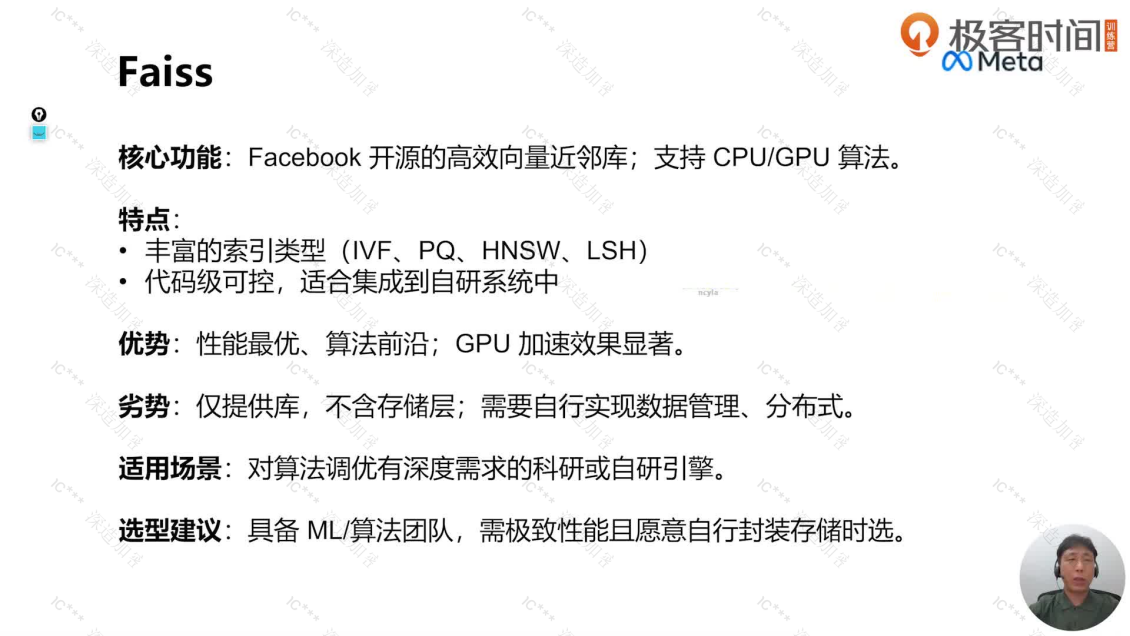 极客时间
训练营
Meta
Faiss
核心功能：Facebook 开源的高效向量近邻库；支持 CPU/GPU 算法。
特点：
• 丰富的索引类型（IVF、PQ、HNSW、LSH）
• 代码级可控，适合集成到自研系统中
ncyla
优势：性能最优、算法前沿；GPU 加速效果显著。
劣势：仅提供库，不含存储层；需要自行实现数据管理、分布式。
适用场景：对算法调优有深度需求的科研或自研引擎。
选型建议：具备 ML/算法团队，需极致性能且愿意自行封装存储时选。